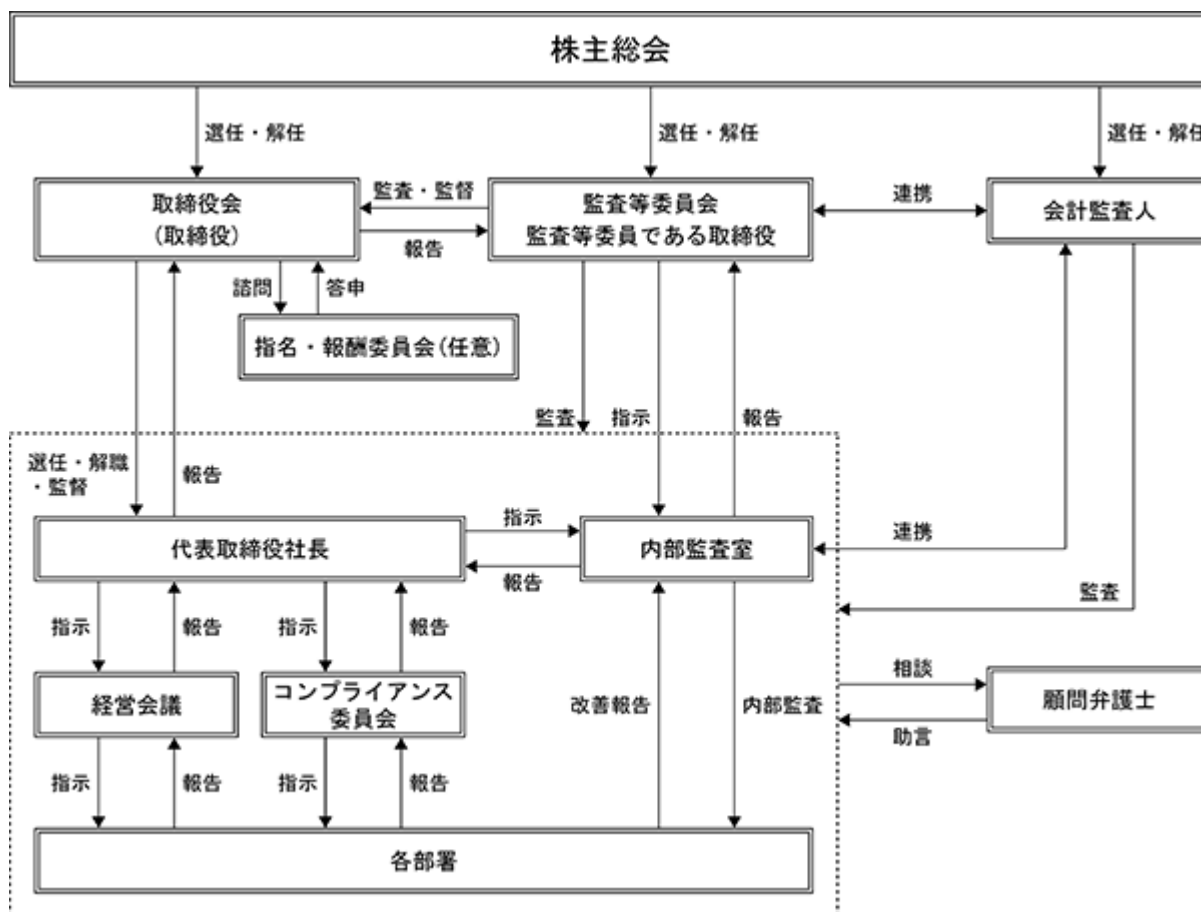 株主総会
選任・解任
選任・解任
選任・解任
取締役会
(取締役)
監査・監督
報告
監査等委員会
監査等委員である取締役
連携
会計監査人
諮問
答申
指名・報酬委員会(任意)
監査
指示
報告
選任・解職
・監督
報告
代表取締役社長
指示
報告
内部監査室
連携
監査
指示
報告
指示
報告
経営会議
コンプライアンス
委員会
改善報告
内部監査
相談
助言
顧問弁護士
指示
報告
指示
報告
各部署